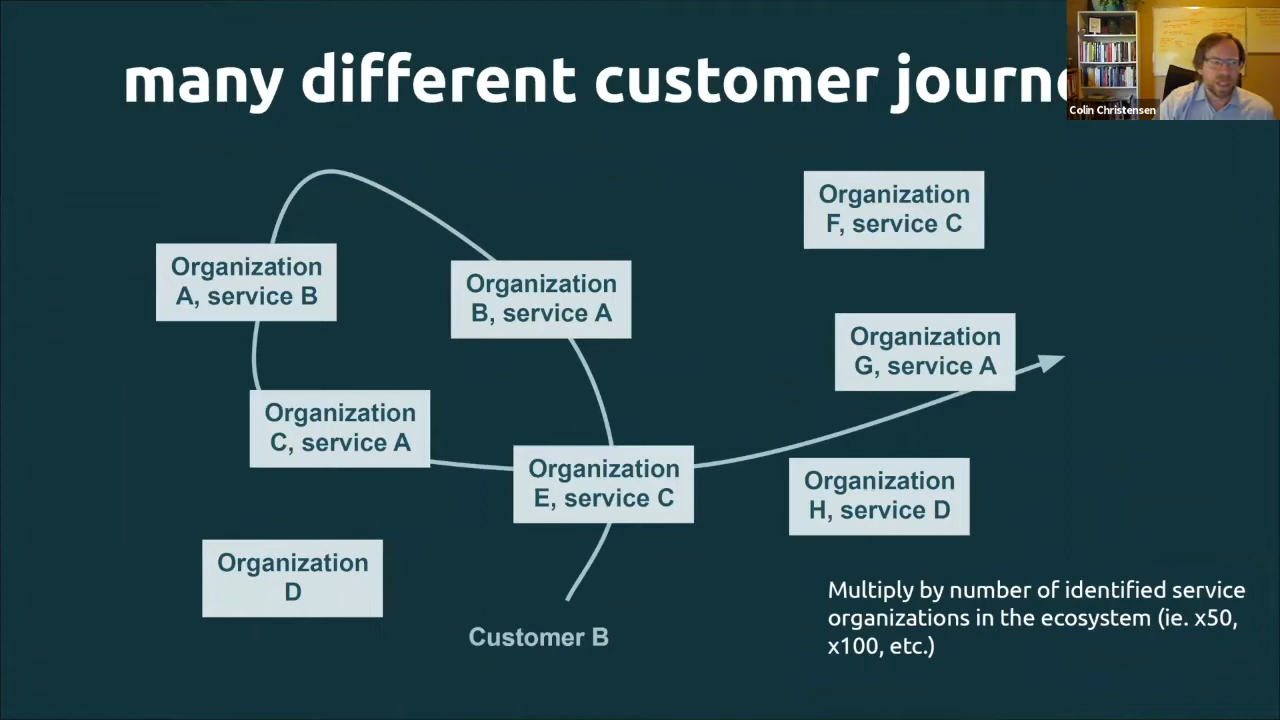 many different customer journe
Colin Christensen
Organization
F, service C
Organization
A, service B
Organization
B, service A
Organization
G, service A
Organization
C, service A
Organization
E, service C
Organization
H, service D
Organization
D
Multiply by number of identified service
organizations in the ecosystem (ie. x50,
x100, etc.)
Customer B